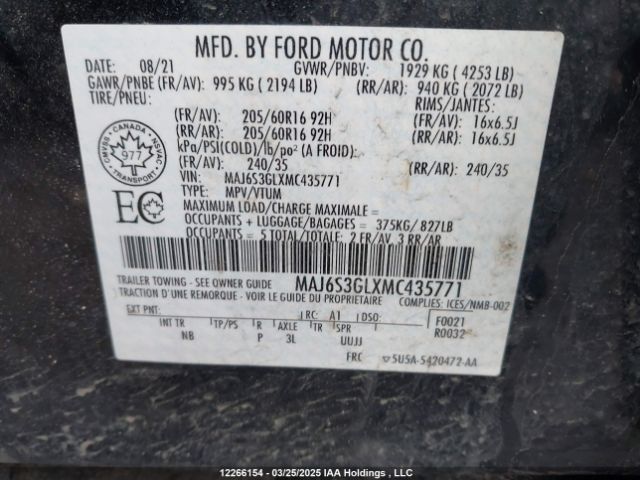 MFD. BY FORD MOTOR CO.
DATE: 08/21 GVWR/PNBV: 1929 KG ( 4253 LB)
GAWR/PNBE (FR/AV): 995 KG ( 2194 LB) (RR/AR): 940 KG ( 2072 LB)
TIRE/PNEU: RIMS/JANTES:
(FR/AV): 205/60R16 92H (FR/AV): 16x6.5J
(RR/AR): 205/60R16 92H (RR/AR): 16x6.5J
kPa/PSI(COLD)/lb/po² (A FROID):
(FR/AV): 240/35 (RR/AR): 240/35
VIN: MAJ6S3GLXMC435771
TYPE: MPV/VTUM
MAXIMUM LOAD/CHARGE MAXIMALE =
OCCUPANTS + LUGGAGE/BAGAGES = 375KG/ 827LB
OCCUPANTS = 5 TOTAL/TOTALE: 2 FR/AV 3 RR/AR
CMVSS • CANADA • NSVAC
977
EC
TRAILER TOWING - SEE OWNER GUIDE MAJ6S3GLXMC435771
TRACTION D'UNE REMORQUE - VOIR LE GUIDE DU PROPRIETAIRE COMPLIES: ICES/NMB-002
EXT PNT: RC: A1 DSO: F0021
INT TR TP/PS R AXLE TR SPR R0032
NB P 3L UUJJ
FRC 5U5A-5420472-AA
12266154 - 03/25/2025 IAA Holdings , LLC